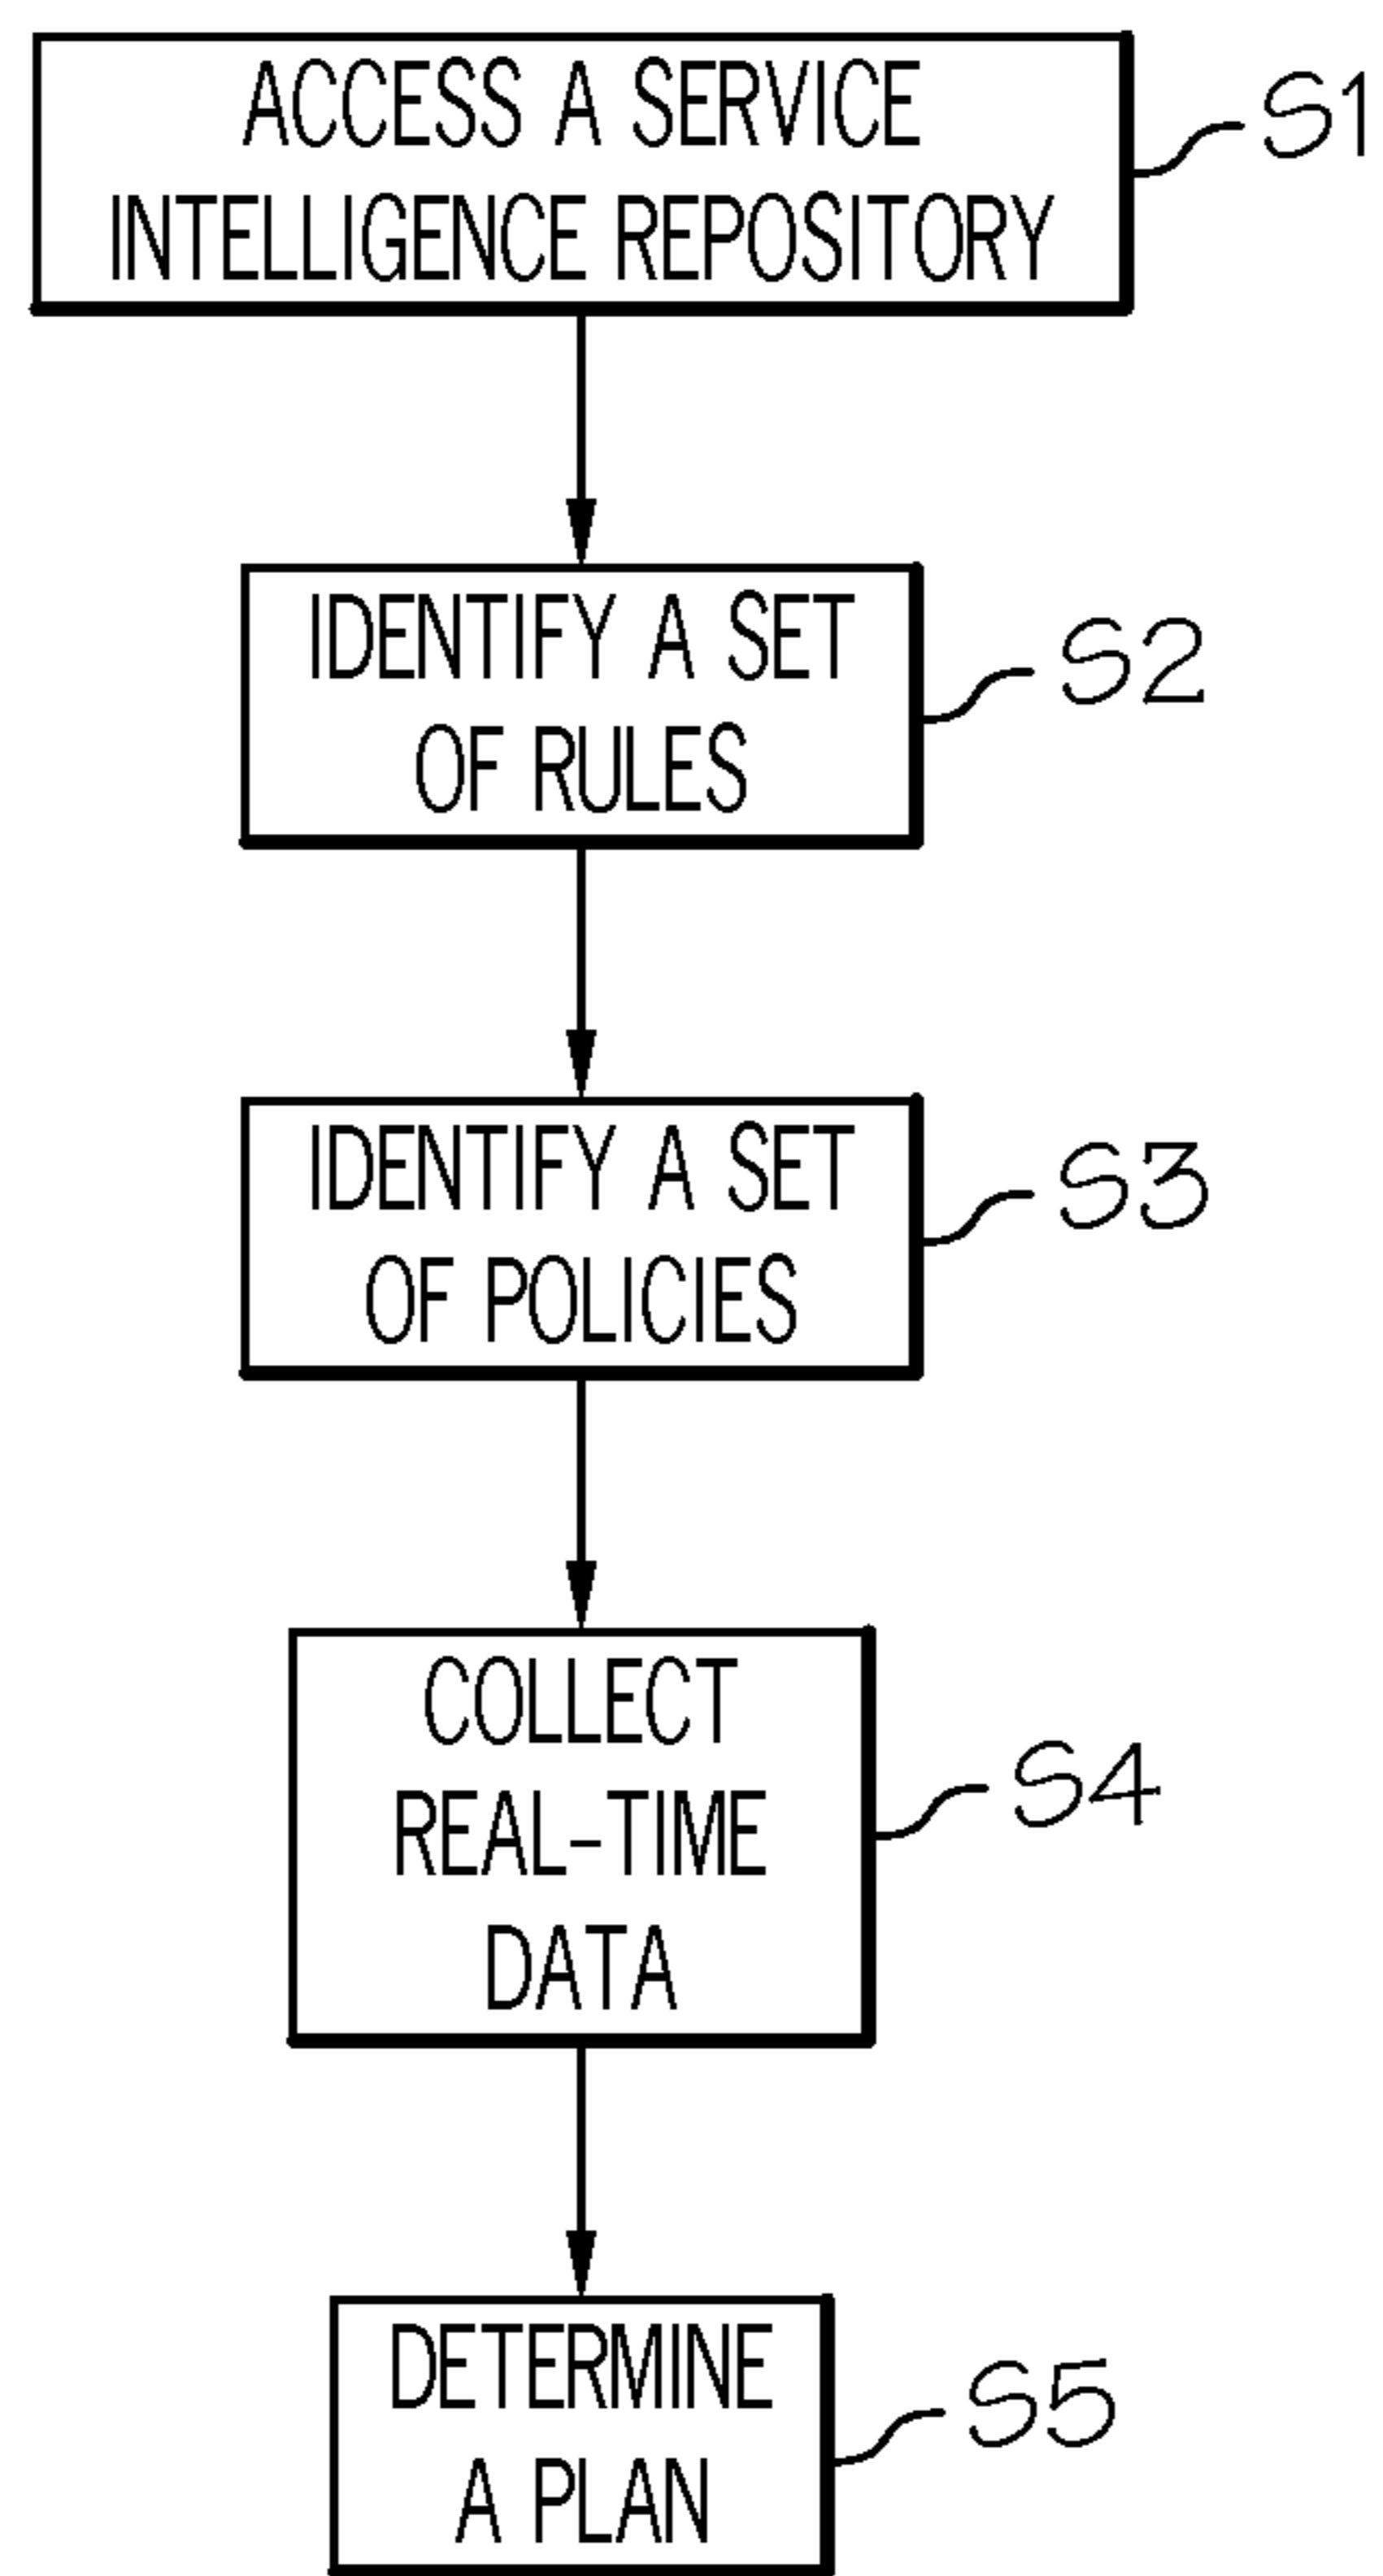 ACCESS A SERVICE
INTELLIGENCE REPOSITORY
S1
IDENTIFY A SET
OF RULES
S2
IDENTIFY A SET
OF POLICIES
S3
COLLECT
REAL-TIME
DATA
S4
DETERMINE
A PLAN
S5